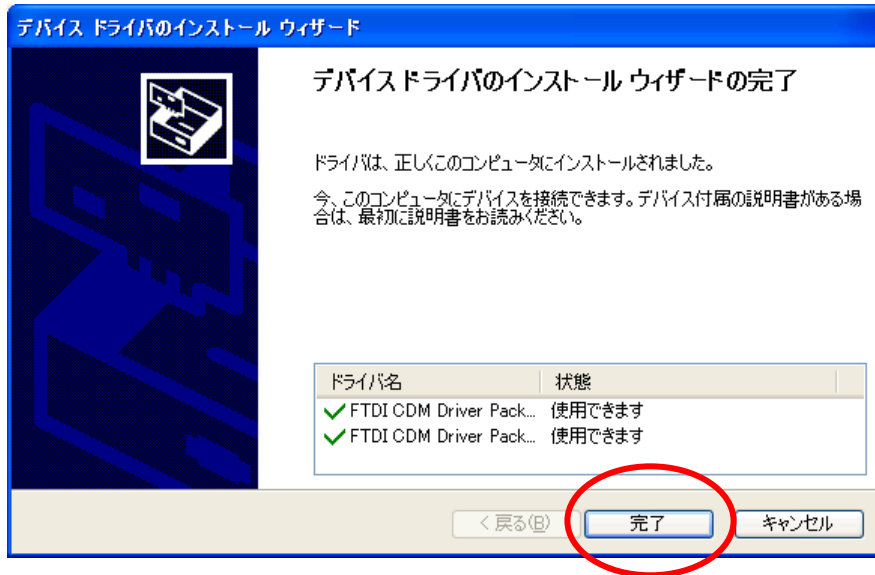 デバイス ドライバのインストール ウィザード
デバイス ドライバのインストール ウィザードの完了
ドライバは、正しくこのコンピュータにインストールされました。
今、このコンピュータにデバイスを接続できます。デバイス付属の説明書がある場
合は、最初に説明書をお読みください。
ドライバ名 状態
FTDI CDM Driver Pack... 使用できます
FTDI CDM Driver Pack... 使用できます
< 戻る(B) 完了 キャンセル